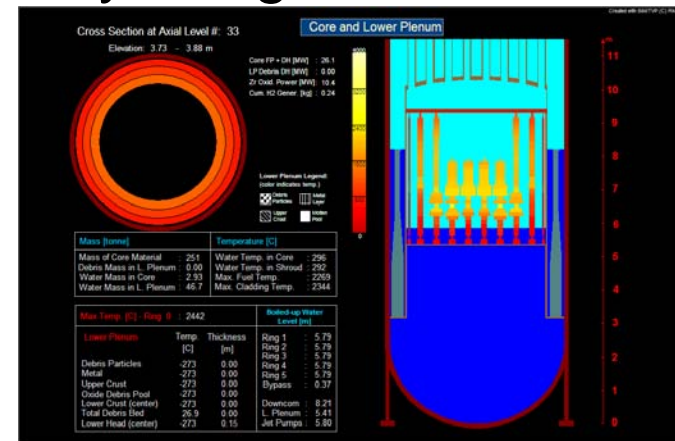 Cross Section at Axial Level #: 33
Elevation: 3.73 - 3.88 m
Core and Lower Plenum
Core FP + DH [MW] : 26.1
LP Debris DH [MW] : 0.00
Zr Oxid. Power [MW] : 10.4
Cum. H2 Gener. [kg] : 0.24
Lower Plenum Legend:
(color indicates temp.)
Debris Particles
Metal Layer
Upper Crust
Molten Pool
m
11
10
9
8
7
6
5
4
3
2
1
0
Mass [tonne]
Mass of Core Material : 251
Debris Mass in L. Plenum : 0.00
Water Mass in Core : 2.93
Water Mass in L. Plenum : 46.7
Temperature [C]
Water Temp. in Core : 296
Water Temp. in Shroud : 292
Max. Fuel Temp. : 2269
Max. Cladding Temp. : 2344
Max Temp. [C] - Ring : 2442
Lower Plenum Temp. [C] Thickness [m]
Debris Particles -273 0.00
Metal -273 0.00
Upper Crust -273 0.00
Oxide Debris Pool -273 0.00
Lower Crust (center) -273 0.00
Total Debris Bed 26.9 0.00
Lower Head (center) -273 0.15
Boiled-up Water
Level [m]
Ring 1 : 5.79
Ring 2 : 5.79
Ring 3 : 5.79
Ring 4 : 5.79
Ring 5 : 5.79
Bypass : 0.37
Downcom : 8.21
L. Plenum : 5.41
Jet Pumps : 5.80